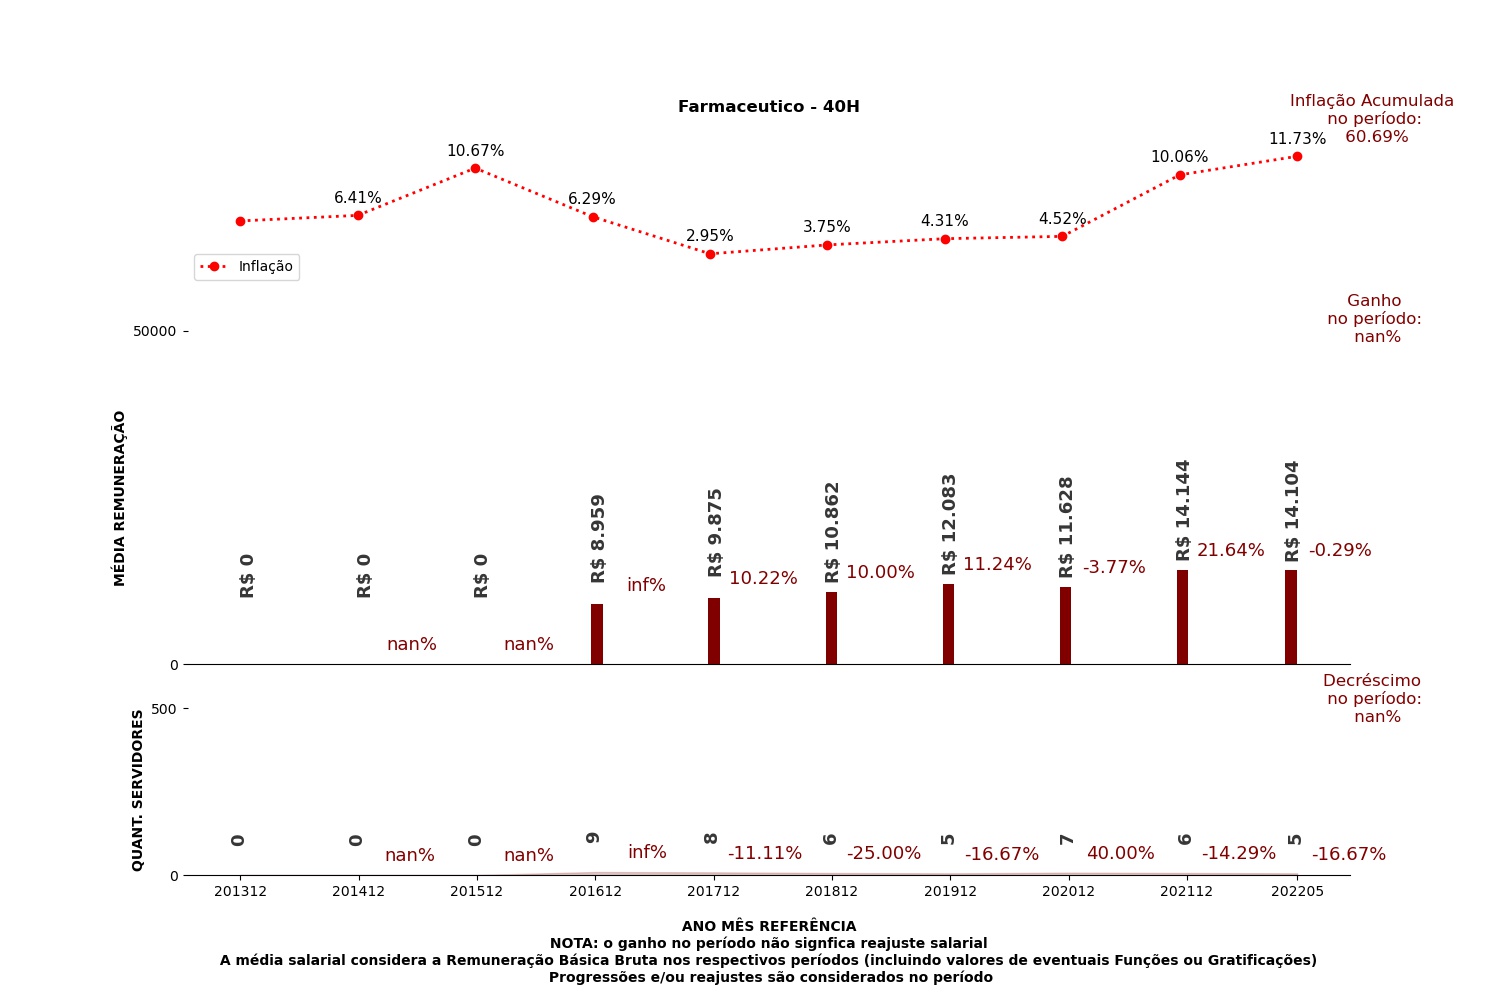 Farmaceutico - 40H
Inflação Acumulada
no período:
60.69%
6.41%
10.67%
6.29%
2.95%
3.75%
4.31%
4.52%
10.06%
11.73%
Inflação
Ganho
no período:
nan%
50000
0
MÉDIA REMUNERAÇÃO
R$ 0
R$ 0
R$ 0
R$ 8.959
R$ 9.875
R$ 10.862
R$ 12.083
R$ 11.628
R$ 14.144
R$ 14.104
nan%
nan%
inf%
10.22%
10.00%
11.24%
-3.77%
21.64%
-0.29%
Decréscimo
no período:
nan%
500
0
QUANT. SERVIDORES
0
0
0
9
8
6
5
7
6
5
nan%
nan%
inf%
-11.11%
-25.00%
-16.67%
40.00%
-14.29%
-16.67%
201312
201412
201512
201612
201712
201812
201912
202012
202112
202205
ANO MÊS REFERÊNCIA
NOTA: o ganho no período não signfica reajuste salarial
A média salarial considera a Remuneração Básica Bruta nos respectivos períodos (incluindo valores de eventuais Funções ou Gratificações)
Progressões e/ou reajustes são considerados no período